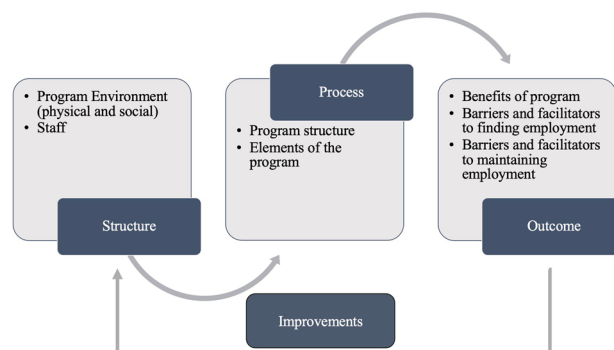 • Program Environment
(physical and social)
• Staff
Structure
Process
• Program structure
• Elements of the
program
• Benefits of program
• Barriers and facilitators
to finding employment
• Barriers and facilitators
to maintaining
employment
Outcome
Improvements